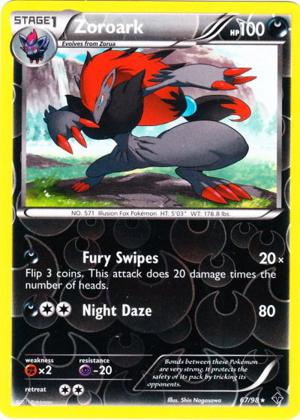 STAGE1
Zoroark
HP100
Evolves from Zorua
NO. 571 Illusion Fox Pokémon HT: 5'03" WT: 178.8 lbs.
Fury Swipes 20×
Flip 3 coins. This attack does 20 damage times the
number of heads.
Night Daze 80
weakness
×2
resistance
-20
retreat
Bonds between these Pokémon
are very strong. It protects the
safety of its pack by tricking its
opponents.
Illus. Shin Nagasawa
67/98